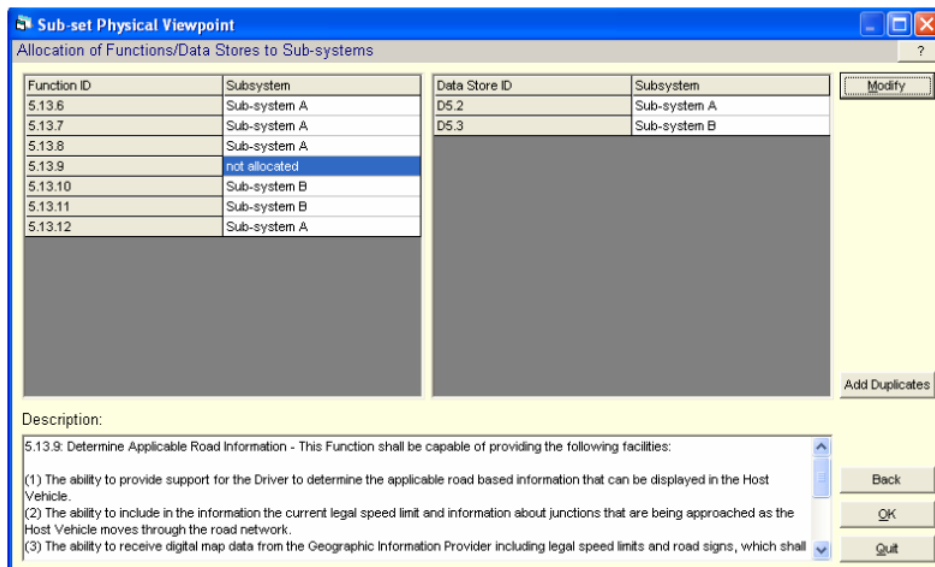 Sub-set Physical Viewpoint
Allocation of Functions/Data Stores to Sub-systems
?
Function ID Subsystem
5.13.6 Sub-system A
5.13.7 Sub-system A
5.13.8 Sub-system A
5.13.9 not allocated
5.13.10 Sub-system B
5.13.11 Sub-system B
5.13.12 Sub-system A
Data Store ID Subsystem
D5.2 Sub-system A
D5.3 Sub-system B
Modify
Add Duplicates
Description:
5.13.9: Determine Applicable Road Information - This Function shall be capable of providing the following facilities:
(1) The ability to provide support for the Driver to determine the applicable road based information that can be displayed in the Host
Vehicle.
(2) The ability to include in the information the current legal speed limit and information about junctions that are being approached as the
Host Vehicle moves through the road network.
(3) The ability to receive digital map data from the Geographic Information Provider including legal speed limits and road signs, which shall
Back
OK
Quit